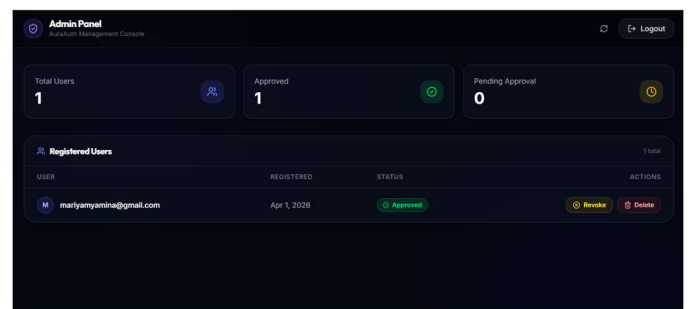 Admin Panel
AuraAuth Management Console
Logout
Total Users
1
Approved
1
Pending Approval
0
Registered Users
1 total
USER REGISTERED STATUS ACTIONS
M mariyamyamina@gmail.com Apr 1, 2026 Approved Revoke Delete